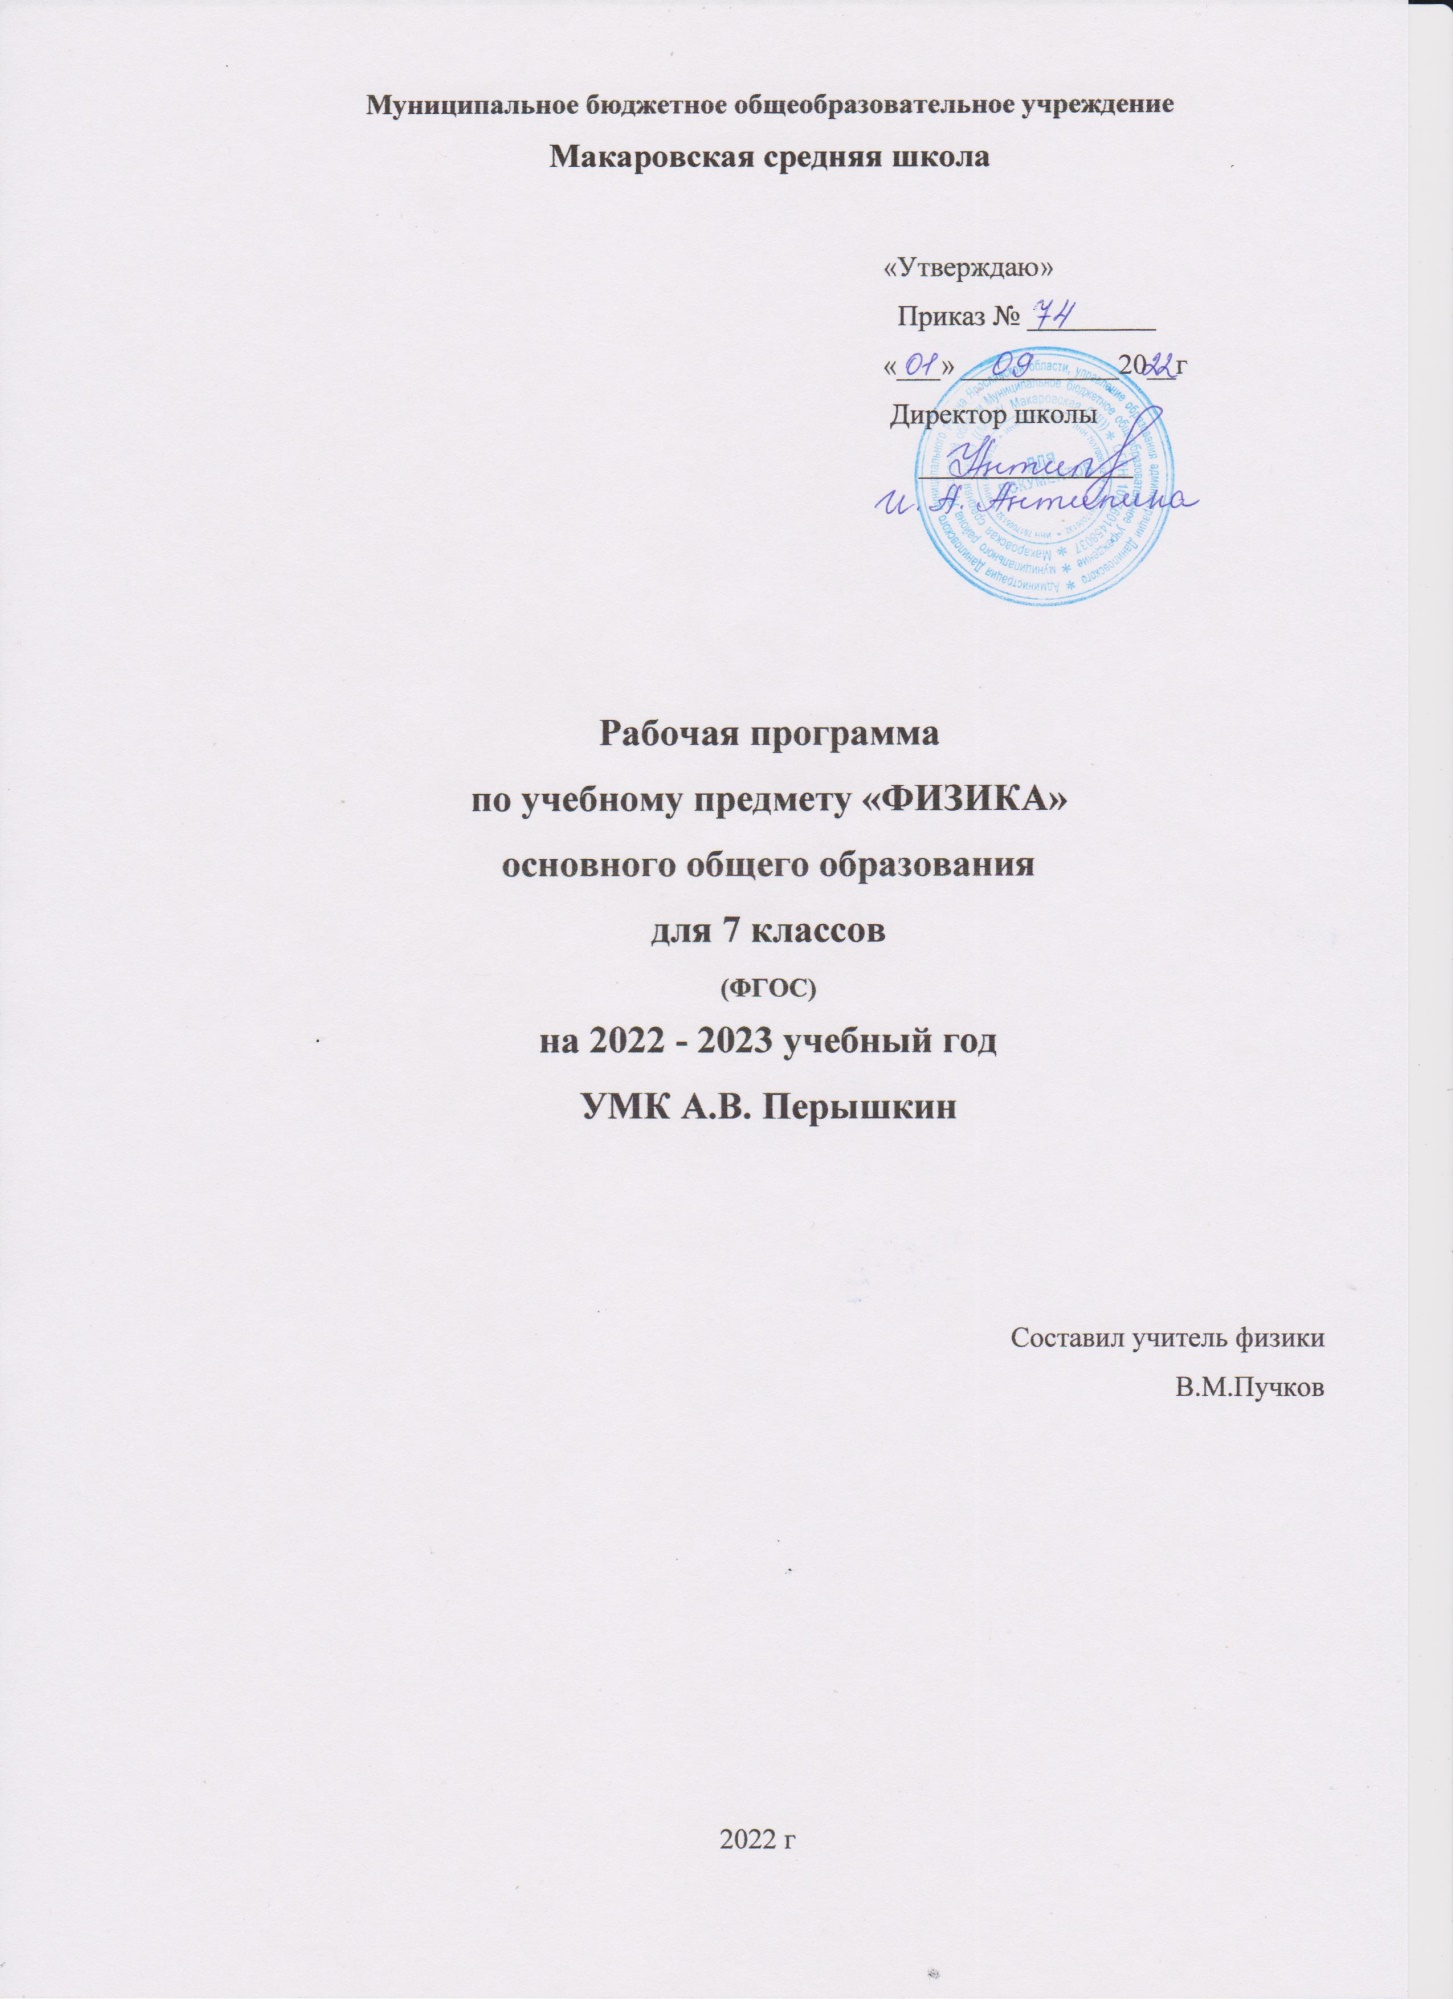 Муниципальное бюджетное общеобразовательное учреждение
Макаровская средняя школа
«Утверждаю»
Приказ № 74
«01» 09 2022г
Директор школы
И. А. Антипина
Рабочая программа
по учебному предмету «ФИЗИКА»
основного общего образования
для 7 классов
(ФГОС)
на 2022 - 2023 учебный год
УМК А.В. Перышкин
Составил учитель физики
В.М.Пучков
2022 г